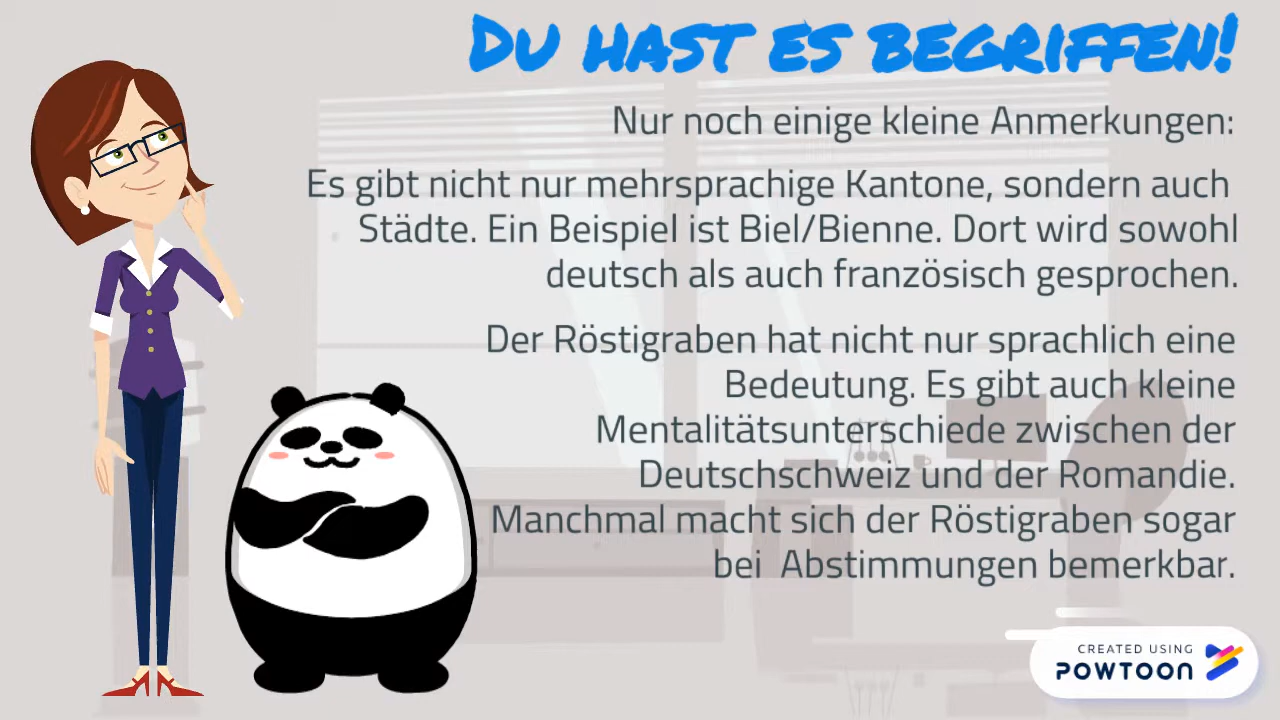 Du hast es begriffen!
Nur noch einige kleine Anmerkungen:
Es gibt nicht nur mehrsprachige Kantone, sondern auch
Städte. Ein Beispiel ist Biel/Bienne. Dort wird sowohl
deutsch als auch französisch gesprochen.
Der Röstigraben hat nicht nur sprachlich eine
Bedeutung. Es gibt auch kleine
Mentalitätsunterschiede zwischen der
Deutschschweiz und der Romandie.
Manchmal macht sich der Röstigraben sogar
bei  Abstimmungen bemerkbar.
CREATED USING
POWTOON